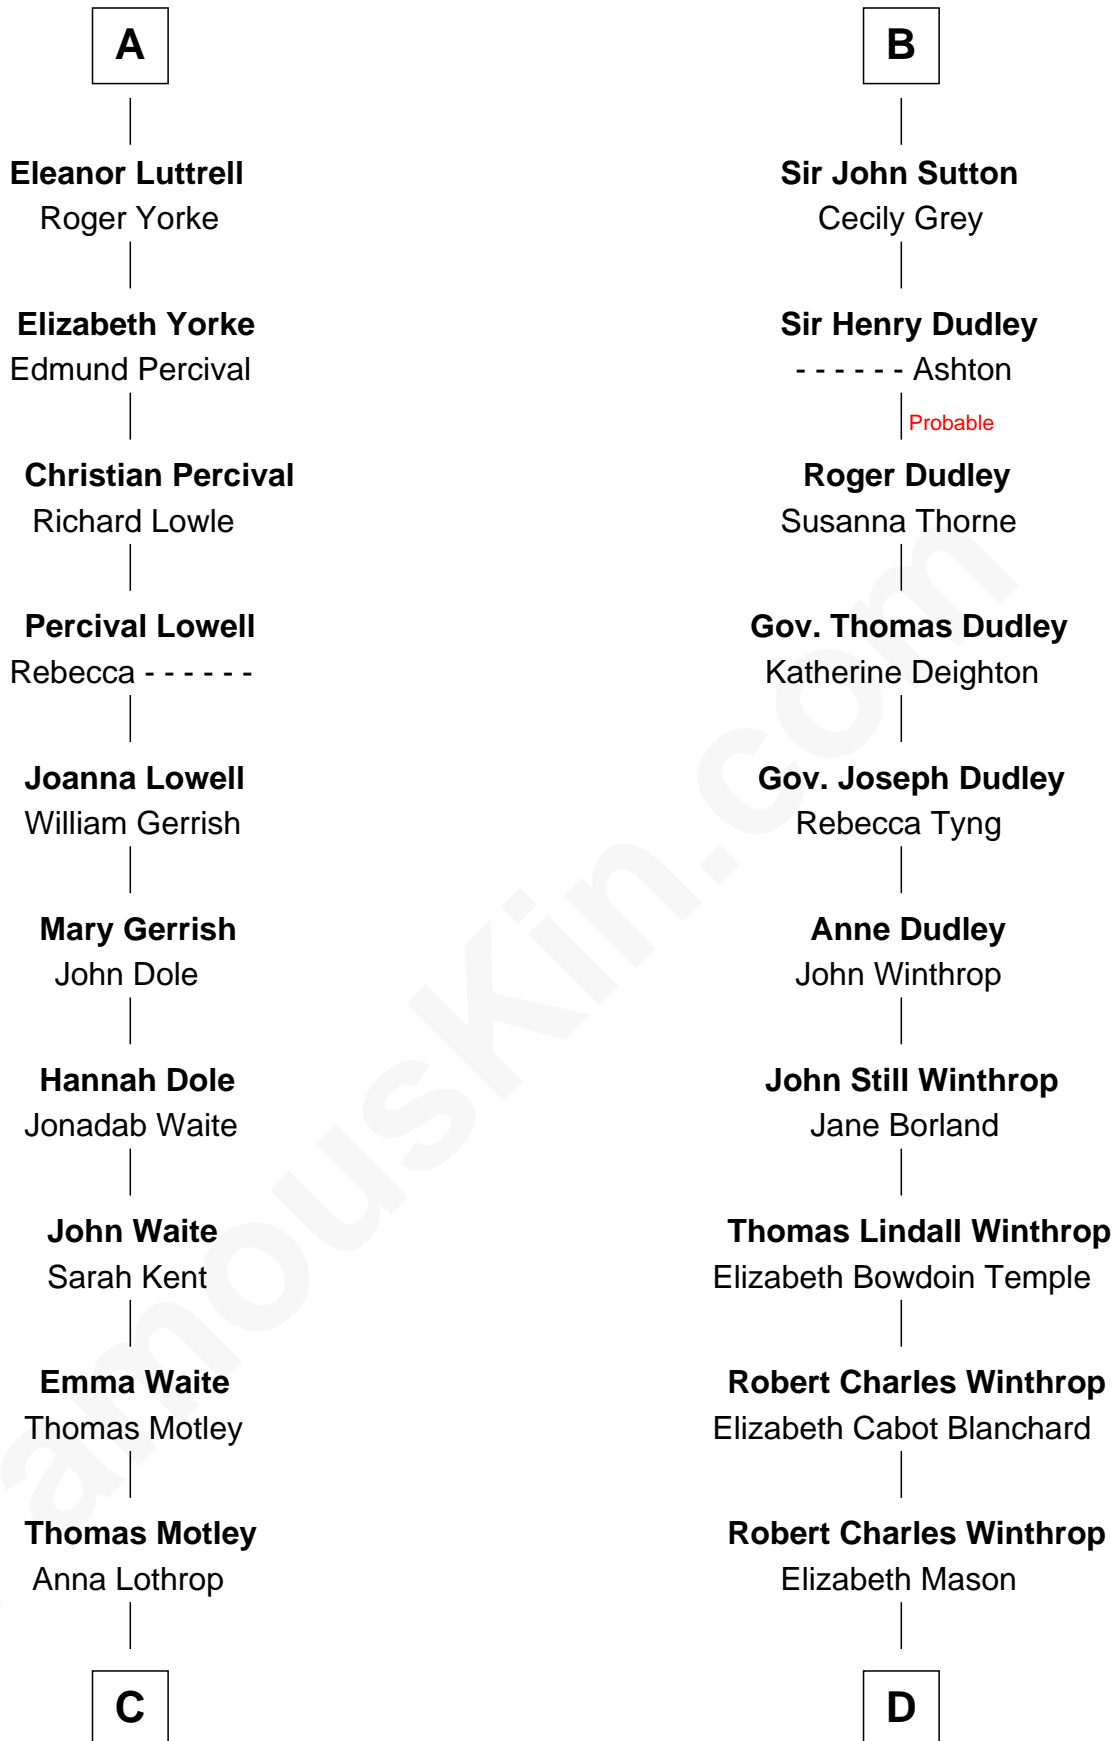 A
Eleanor Luttrell
Roger Yorke
Elizabeth Yorke
Edmund Percival
Christian Percival
Richard Lowle
Percival Lowell
Rebecca - - - - - -
Joanna Lowell
William Gerrish
Mary Gerrish
John Dole
Hannah Dole
Jonadab Waite
John Waite
Sarah Kent
Emma Waite
Thomas Motley
Thomas Motley
Anna Lothrop
C
B
Sir John Sutton
Cecily Grey
Sir Henry Dudley
- - - - - - Ashton
Probable
Roger Dudley
Susanna Thorne
Gov. Thomas Dudley
Katherine Deighton
Gov. Joseph Dudley
Rebecca Tyng
Anne Dudley
John Winthrop
John Still Winthrop
Jane Borland
Thomas Lindall Winthrop
Elizabeth Bowdoin Temple
Robert Charles Winthrop
Elizabeth Cabot Blanchard
Robert Charles Winthrop
Elizabeth Mason
D
amouskin.com